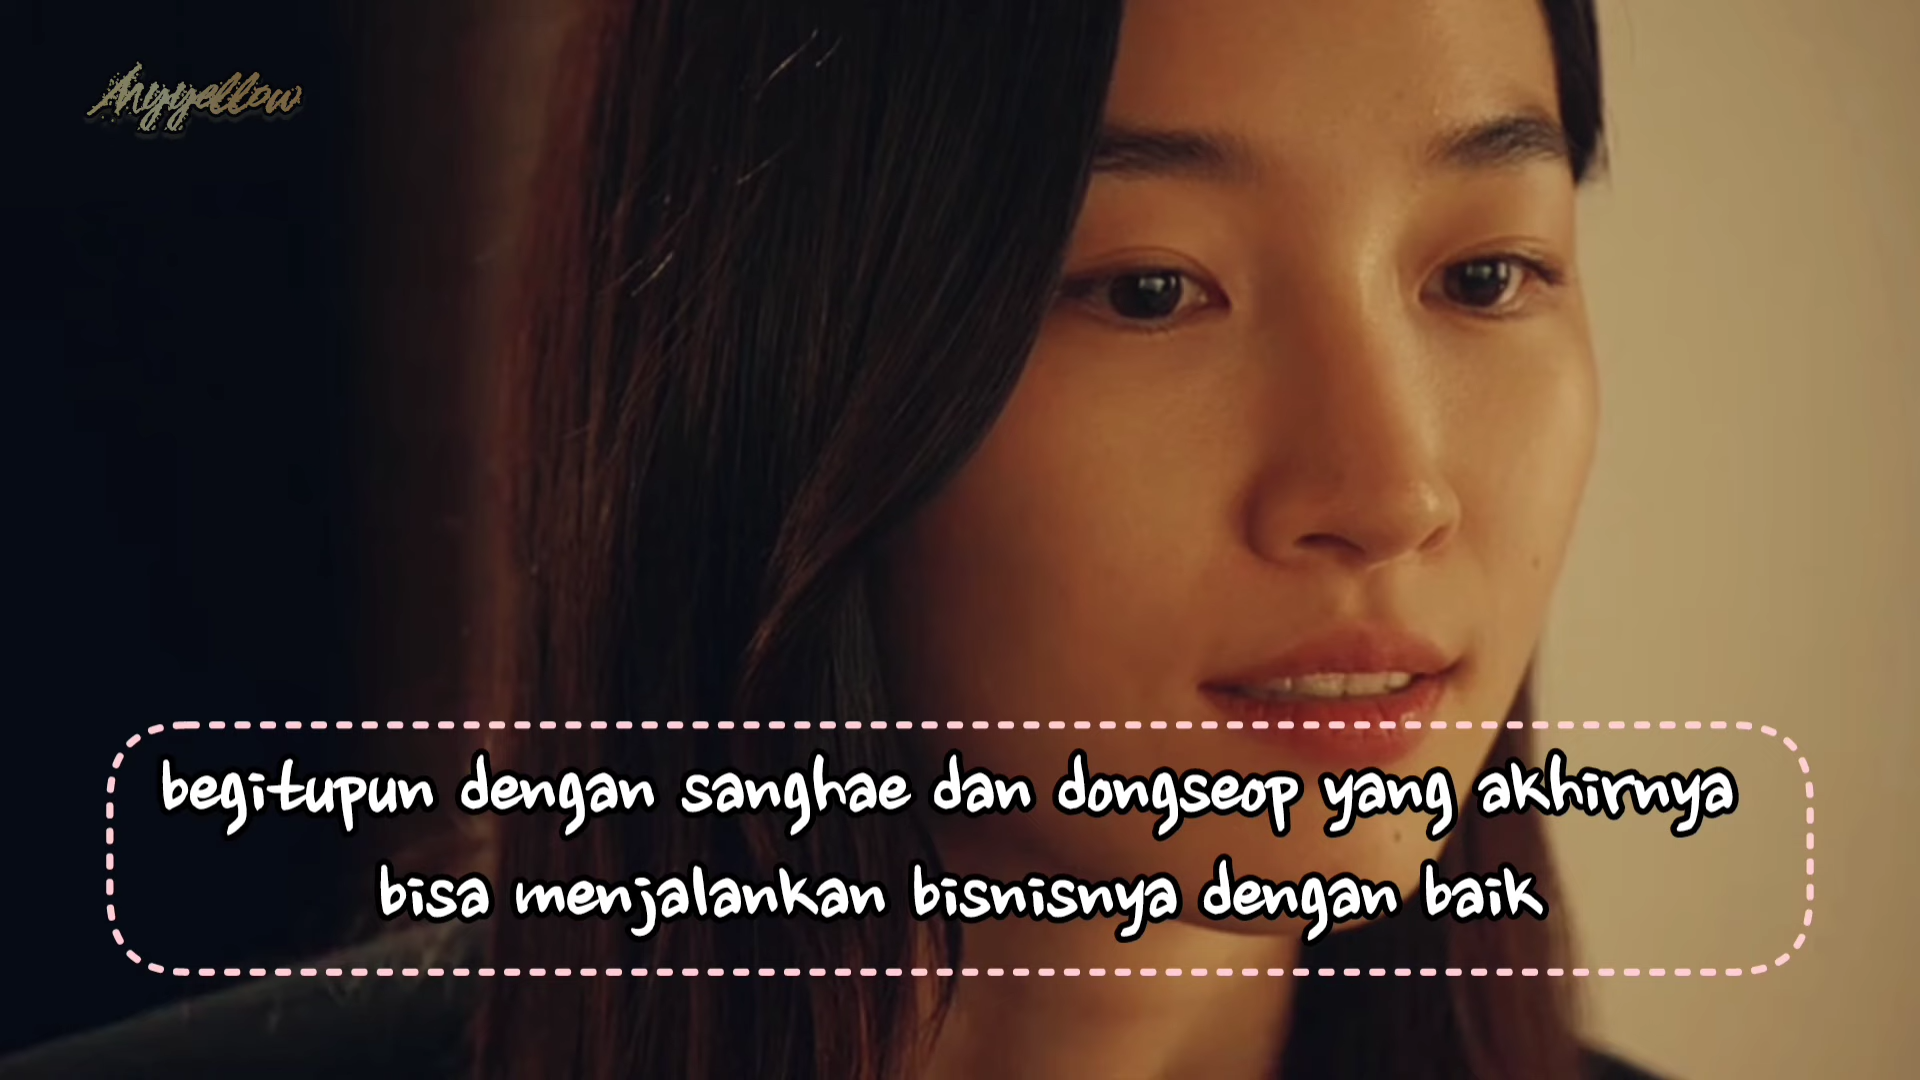 Anyyellow
begitupun dengan sanghae dan dongseop yang akhirnya
bisa menjalankan bisnisnya dengan baik